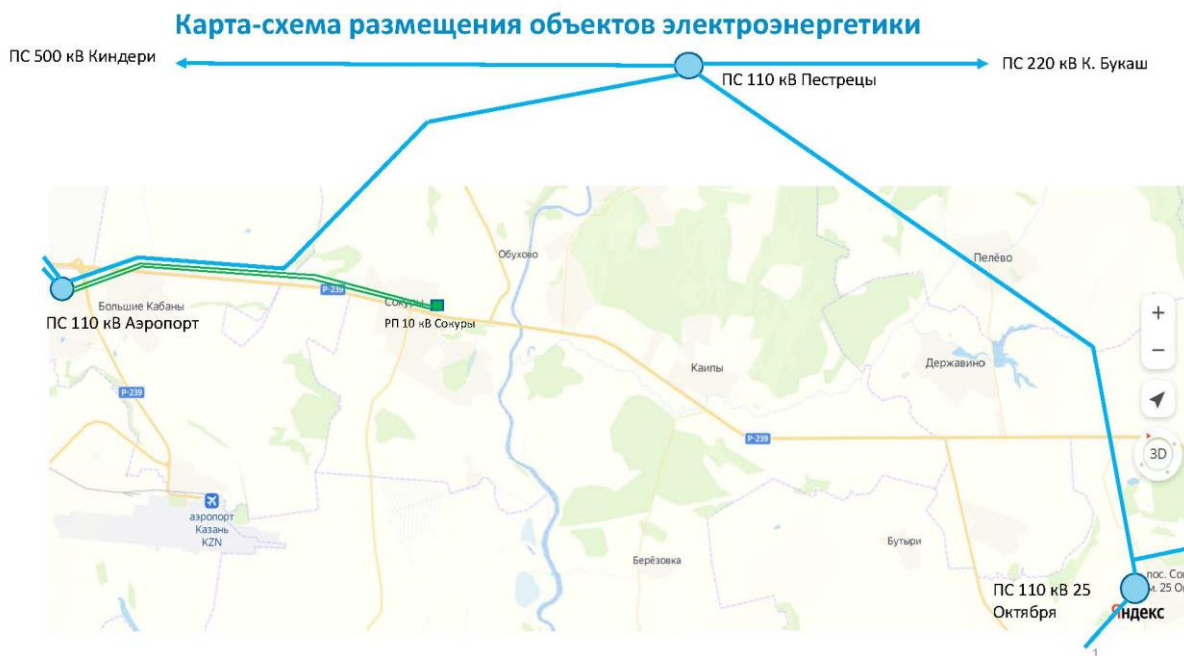 Карта-схема размещения объектов электроэнергетики
ПС 500 кВ Киндери
ПС 220 кВ К. Букаш
ПС 110 кВ Пестрецы
Обухово
Пелёво
Р-239
Большие Кабаны
Сокуры
ПС 110 кВ Аэропорт
РП 10 кВ Сокуры
+
Каипы
Державино
−
Р-239
Р-239
3D
аэропорт
Казань
KZN
Бутыри
Берёзовка
ПС 110 кВ 25
Октября
пос.
Яндекс
1